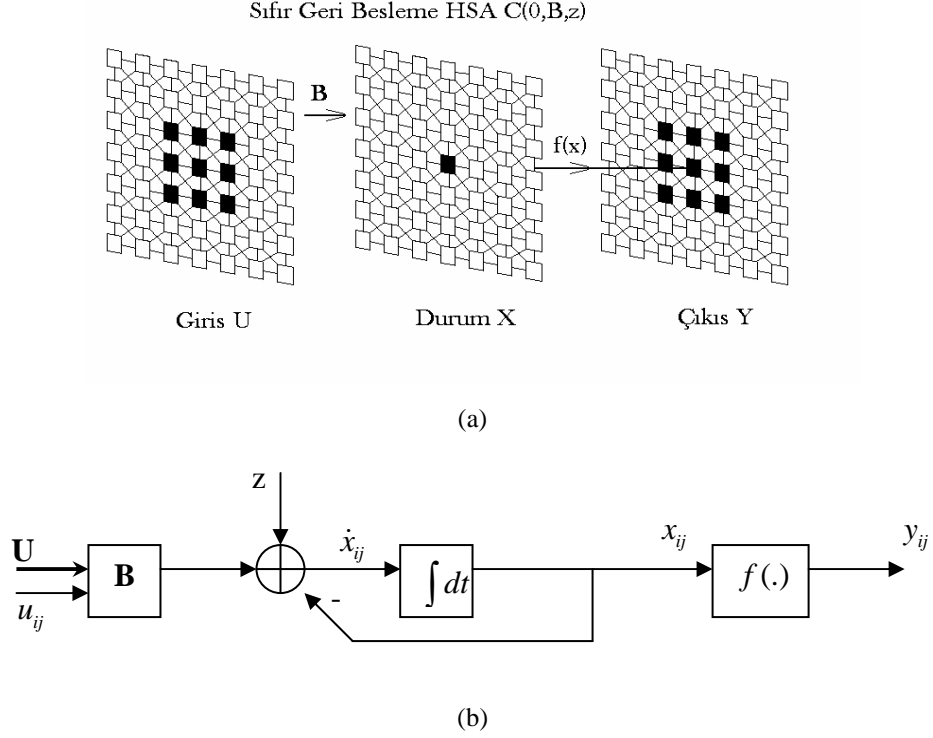 Sıfır Geri Besleme HSA C(0,B,z)
B
f(x)
Giris U
Durum X
Çıkıs Y
(a)
z
U
B
ẋ_ij
-
∫ dt
x_ij
f(.)
y_ij
u_ij
(b)